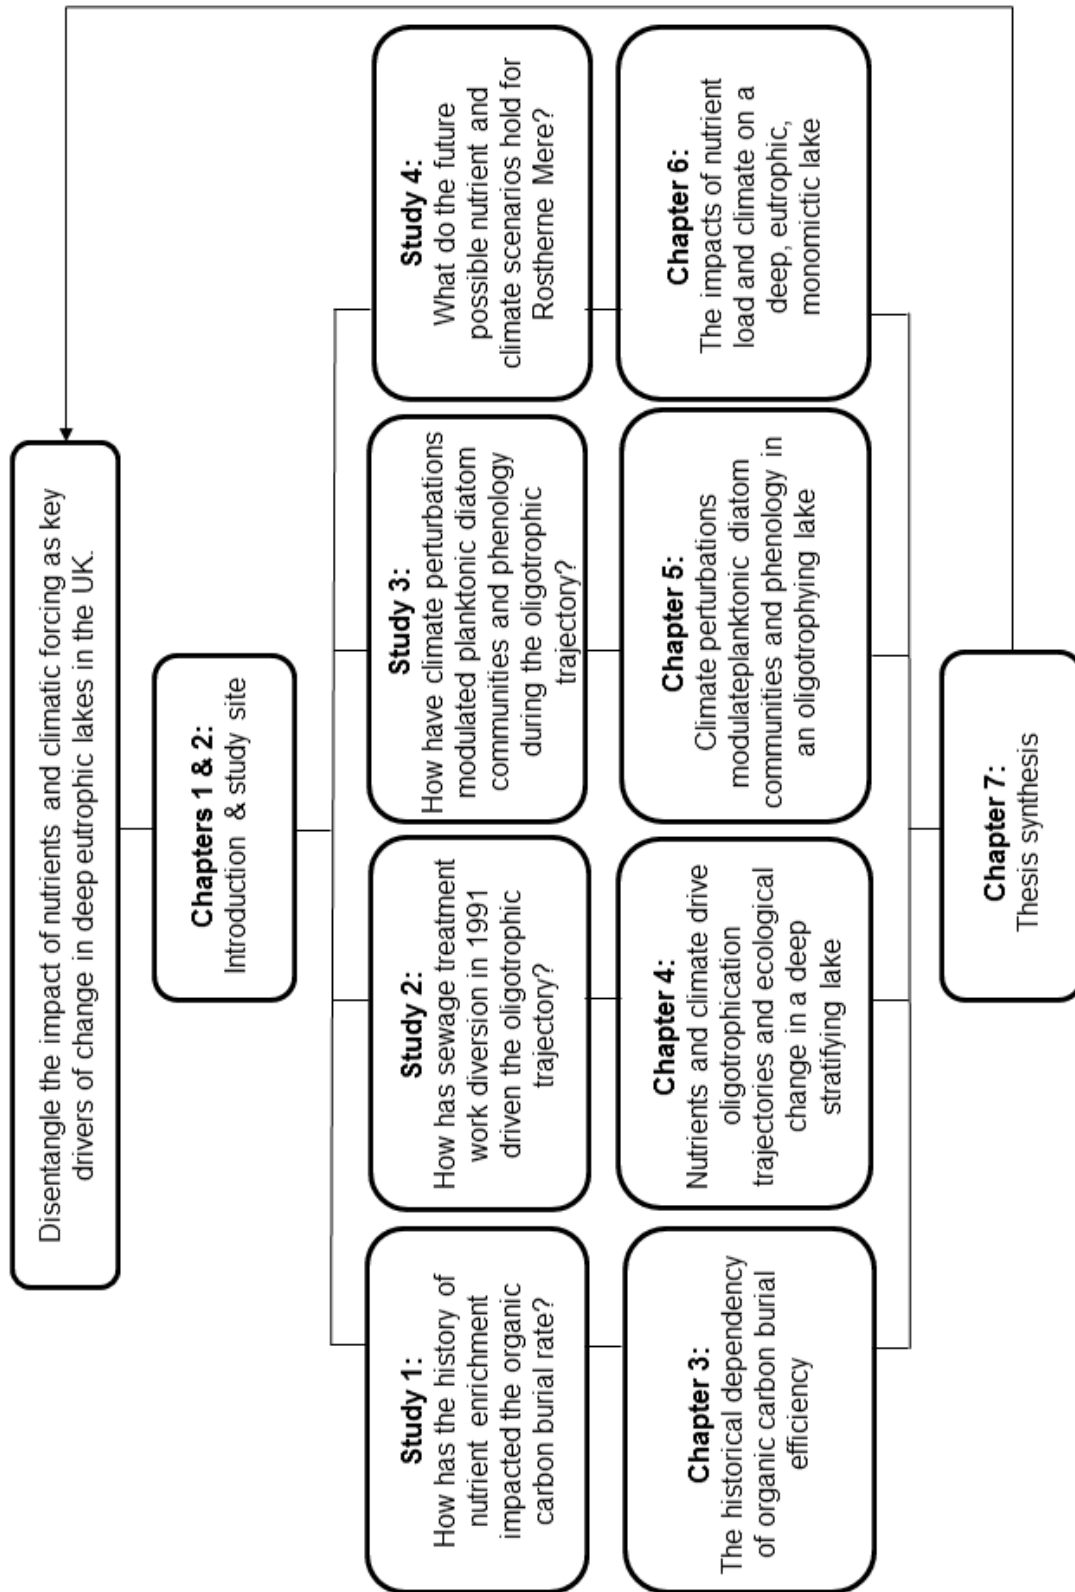 Disentangle the impact of nutrients and climatic forcing as key
drivers of change in deep eutrophic lakes in the UK.
Chapters 1 & 2:
Introduction & study site
Study 1:
How has the history of
nutrient enrichment
impacted the organic
carbon burial rate?
Study 2:
How has sewage treatment
work diversion in 1991
driven the oligotrophic
trajectory?
Study 3:
How have climate perturbations
modulated planktonic diatom
communities and phenology
during the oligotrophic
trajectory?
Study 4:
What do the future
possible nutrient and
climate scenarios hold for
Rostherne Mere?
Chapter 3:
The historical dependency
of organic carbon burial
efficiency
Chapter 4:
Nutrients and climate drive
oligotrophication
trajectories and ecological
change in a deep
stratifying lake
Chapter 5:
Climate perturbations
modulateplanktonic diatom
communities and phenology in
an oligotrophying lake
Chapter 6:
The impacts of nutrient
load and climate on a
deep, eutrophic,
monomictic lake
Chapter 7:
Thesis synthesis